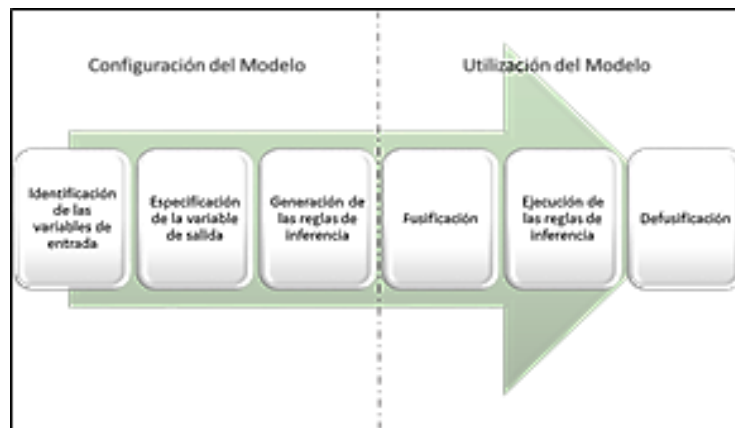 Configuración del Modelo
Utilización del Modelo
Identificación
de las
variables de
entrada
Especificación
de la variable
de salida
Generación de
las reglas de
inferencia
Fusificación
Ejecución de
las reglas de
inferencia
Defusificación